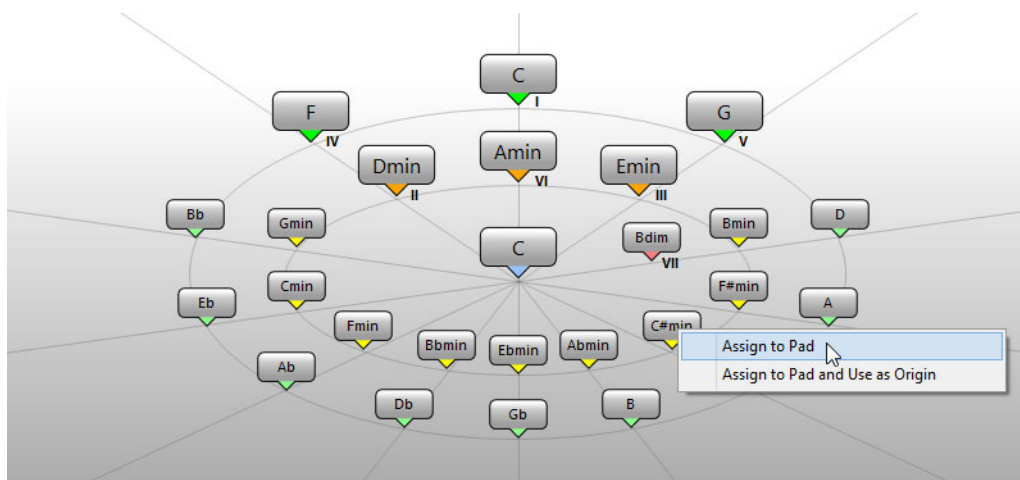 C
I
F
IV
G
V
Dmin
II
Amin
VI
Emin
III
Bb
Gmin
C
Bdim
VII
Bmin
D
Eb
Cmin
F#min
A
Fmin
Bbmin
Ebmin
Abmin
C#min
Assign to Pad
Assign to Pad and Use as Origin
Ab
Db
Gb
B